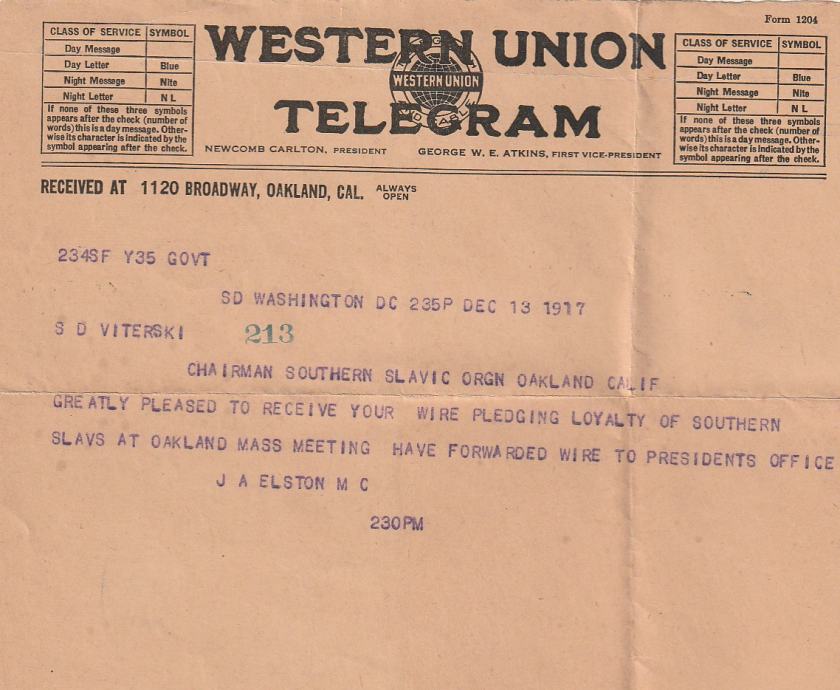 Form 1204
CLASS OF SERVICE SYMBOL
Day Message
Day Letter Blue
Night Message Nite
Night Letter N L
If none of these three symbols
appears after the check (number of
words) this is a day message. Other-
wise its character is indicated by the
symbol appearing after the check.
WESTERN UNION
WESTERN UNION
TELEGRAM
NEWCOMB CARLTON, PRESIDENT GEORGE W. E. ATKINS, FIRST VICE-PRESIDENT
CLASS OF SERVICE SYMBOL
Day Message
Day Letter Blue
Night Message Nite
Night Letter N L
If none of these three symbols
appears after the check (number of
words) this is a day message. Other-
wise its character is indicated by the
symbol appearing after the check.
RECEIVED AT 1120 BROADWAY, OAKLAND, CAL. ALWAYS OPEN
234SF Y35 GOVT
SD WASHINGTON DC 235P DEC 13 1917
S D VITERSKI 213
CHAIRMAN SOUTHERN SLAVIC ORGN OAKLAND CALIF
GREATLY PLEASED TO RECEIVE YOUR WIRE PLEDGING LOYALTY OF SOUTHERN
SLAVS AT OAKLAND MASS MEETING HAVE FORWARDED WIRE TO PRESIDENTS OFFICE
J A ELSTON M C
230PM